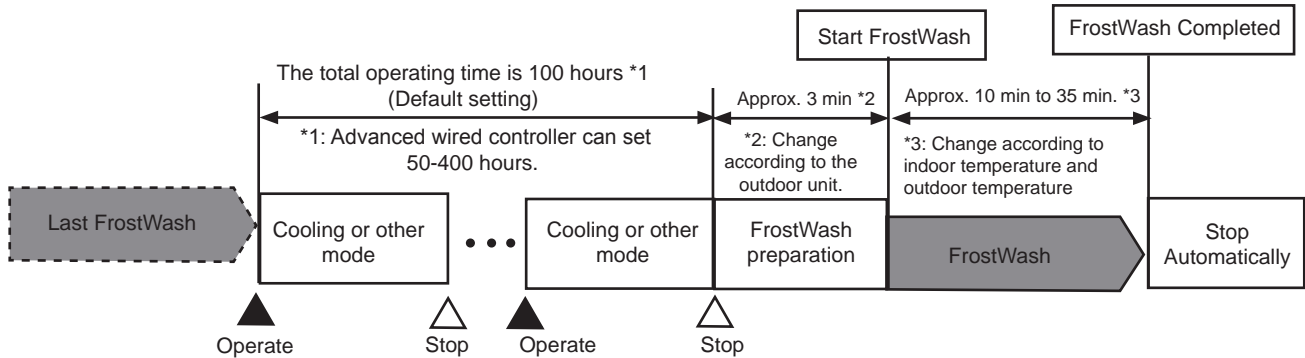 Start FrostWash
FrostWash Completed
The total operating time is 100 hours *1
(Default setting)
*1: Advanced wired controller can set
50-400 hours.
Approx. 3 min *2
*2: Change
according to the
outdoor unit.
Approx. 10 min to 35 min. *3
*3: Change according to
indoor temperature and
outdoor temperature
Last FrostWash
Cooling or other
mode
Cooling or other
mode
FrostWash
preparation
FrostWash
Stop
Automatically
Operate
Stop
Operate
Stop